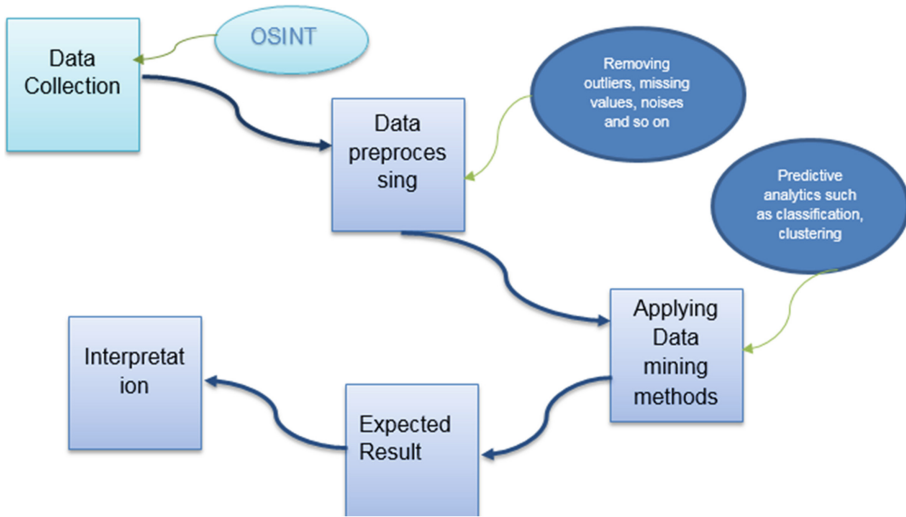 Data
Collection
OSINT
Data
preproces
sing
Removing
outliers, missing
values, noises
and so on
Predictive
analytics such
as classification,
clustering
Applying
Data
mining
methods
Expected
Result
Interpretat
ion